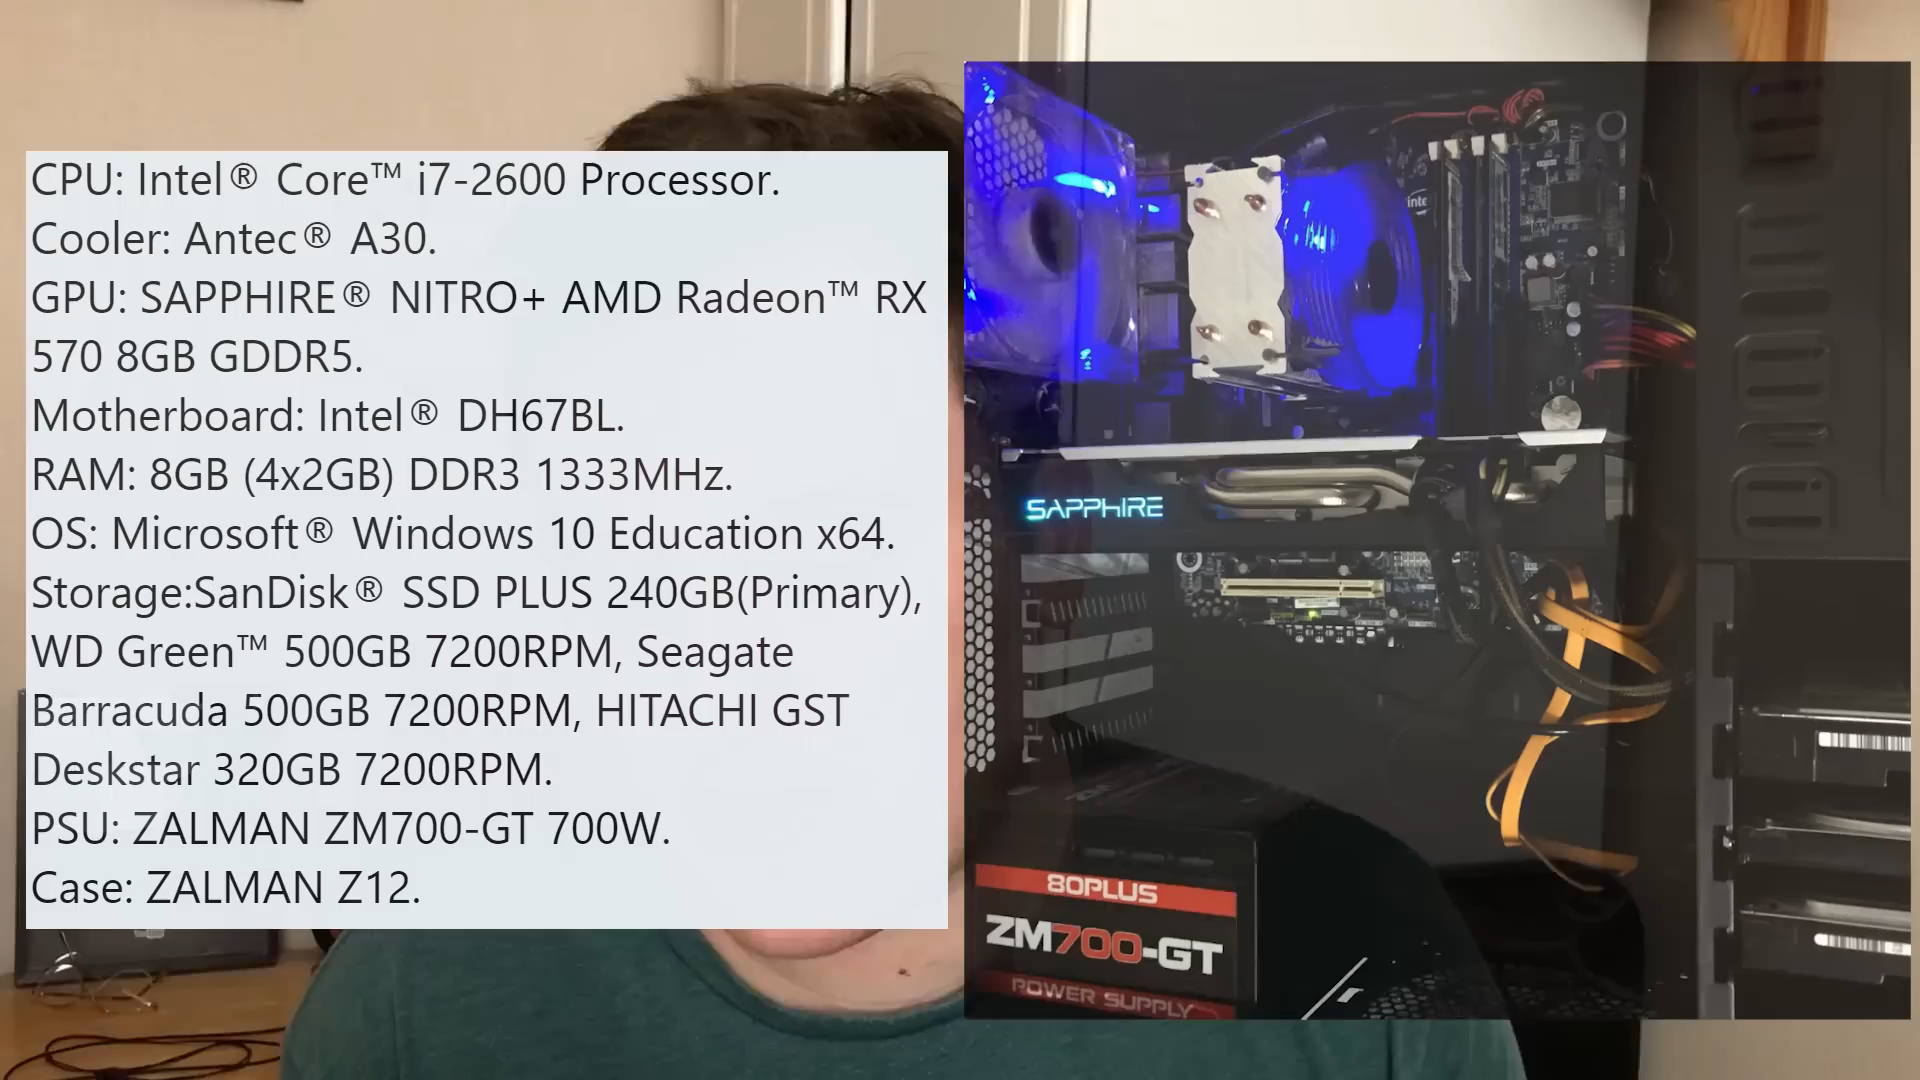 CPU: Intel® Core™ i7-2600 Processor.
Cooler: Antec® A30.
GPU: SAPPHIRE® NITRO+ AMD Radeon™ RX
570 8GB GDDR5.
Motherboard: Intel® DH67BL.
RAM: 8GB (4x2GB) DDR3 1333MHz.
OS: Microsoft® Windows 10 Education x64.
Storage:SanDisk® SSD PLUS 240GB(Primary),
WD Green™ 500GB 7200RPM, Seagate
Barracuda 500GB 7200RPM, HITACHI GST
Deskstar 320GB 7200RPM.
PSU: ZALMAN ZM700-GT 700W.
Case: ZALMAN Z12.
SAPPHIRE
80PLUS
ZM700-GT
POWER SUPPLY